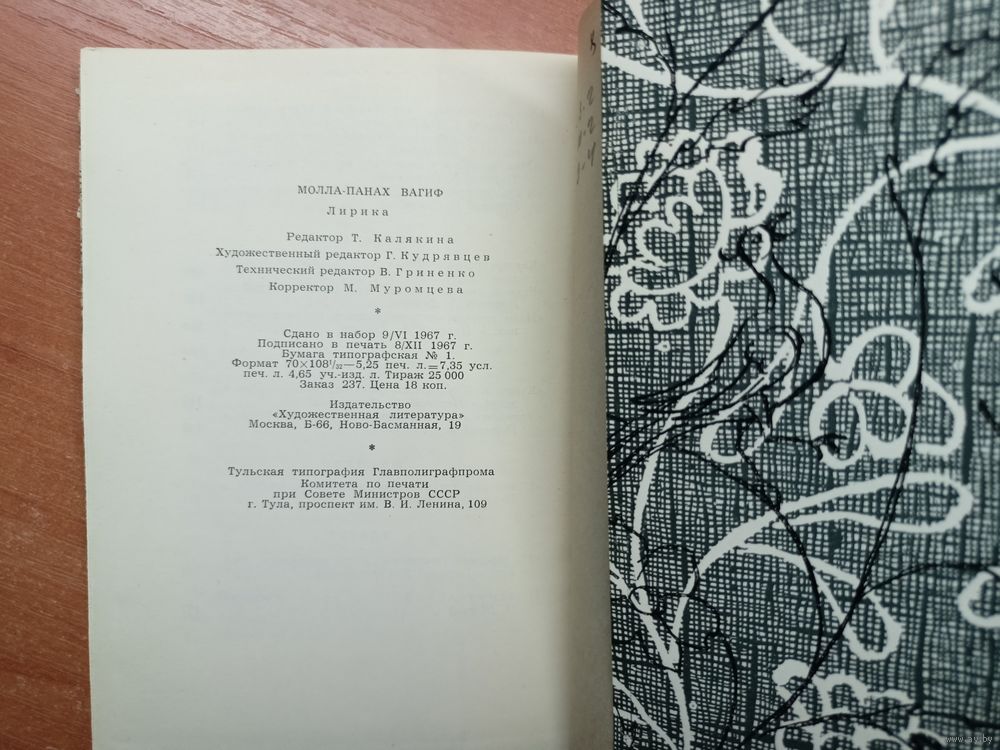 МОЛЛА-ПАНАХ ВАГИФ
Лирика
Редактор Т. Калякина
Художественный редактор Г. Кудрявцев
Технический редактор В. Гриненко
Корректор М. Муромцева
*
Сдано в набор 9/VI 1967 г.
Подписано в печать 8/XII 1967 г.
Бумага типографская № 1.
Формат 70×108¹/₃₂—5,25 печ. л.=7,35 усл.
печ. л. 4,65 уч.-изд. л. Тираж 25 000
Заказ 237. Цена 18 коп.
Издательство
«Художественная литература»
Москва, Б-66, Ново-Басманная, 19
*
Тульская типография Главполиграфпрома
Комитета по печати
при Совете Министров СССР
г. Тула, проспект им. В. И. Ленина, 109
www.ay.by